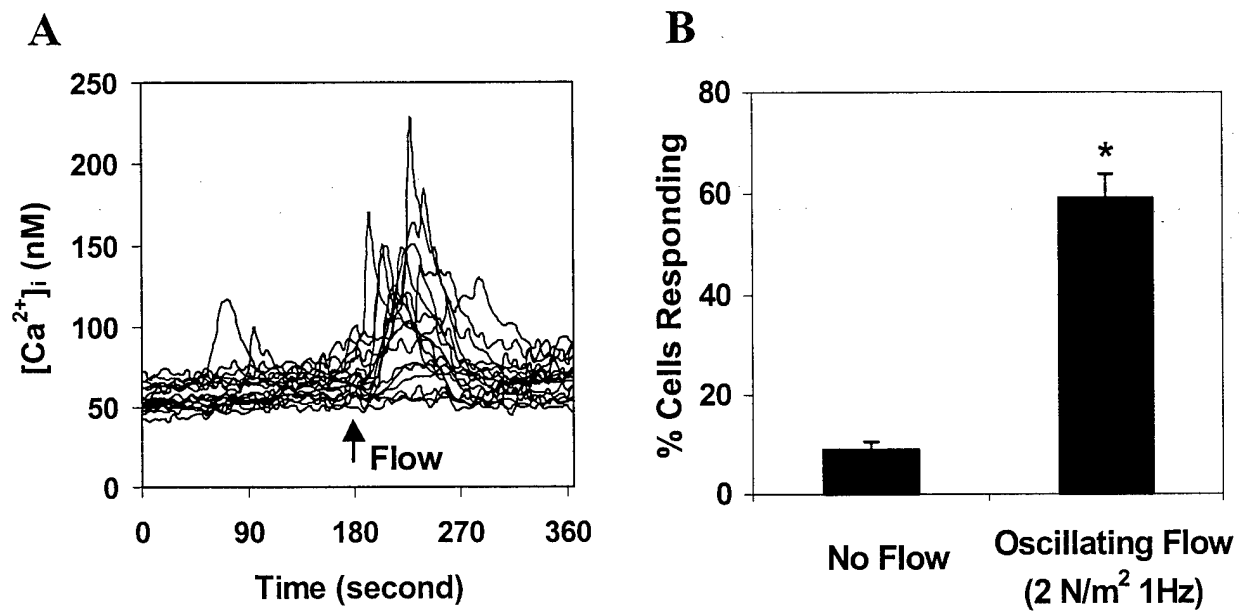 A
B
250
200
150
100
50
0
[Ca²⁺]i (nM)
Flow
0 90 180 270 360
Time (second)
80
60
40
20
0
% Cells Responding
*
No Flow
Oscillating Flow
(2 N/m² 1Hz)